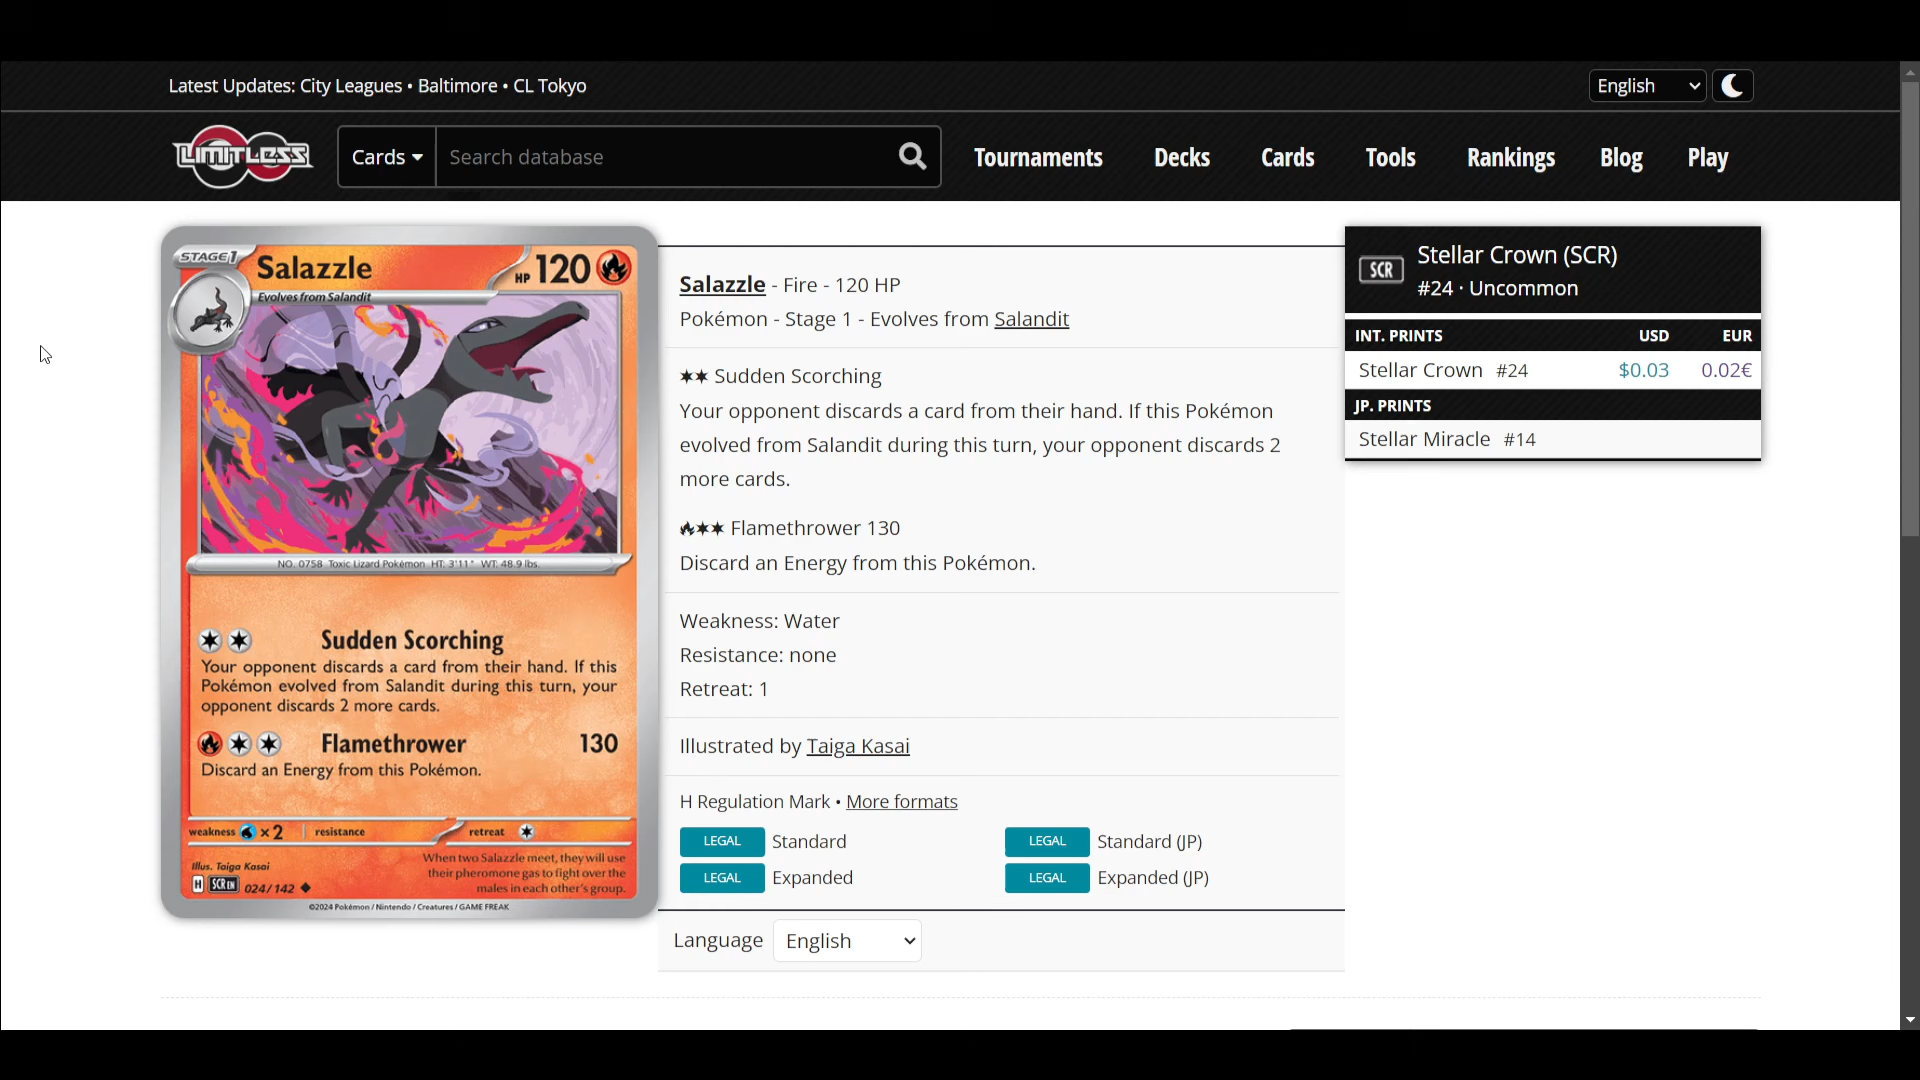 Latest Updates: City Leagues • Baltimore • CL Tokyo
English
LIMITLESS
Cards
Search database
Tournaments
Decks
Cards
Tools
Rankings
Blog
Play
STAGE 1
Salazzle
HP 120
Evolves from Salandit
NO. 0758 Toxic Lizard Pokémon HT: 3'11" WT: 48.9 lbs.
Sudden Scorching
Your opponent discards a card from their hand. If this
Pokémon evolved from Salandit during this turn, your
opponent discards 2 more cards.
Flamethrower 130
Discard an Energy from this Pokémon.
weakness ×2 resistance retreat
Illus. Taiga Kasai
H SCR EN 024/142 ◆
When two Salazzle meet, they will use
their pheromone gas to fight over the
males in each other's group.
©2024 Pokémon / Nintendo / Creatures / GAME FREAK
Salazzle - Fire - 120 HP
Pokémon - Stage 1 - Evolves from Salandit
Sudden Scorching
Your opponent discards a card from their hand. If this Pokémon
evolved from Salandit during this turn, your opponent discards 2
more cards.
Flamethrower 130
Discard an Energy from this Pokémon.
Weakness: Water
Resistance: none
Retreat: 1
Illustrated by Taiga Kasai
H Regulation Mark • More formats
LEGAL Standard
LEGAL Standard (JP)
LEGAL Expanded
LEGAL Expanded (JP)
Language English
SCR
Stellar Crown (SCR)
#24 · Uncommon
INT. PRINTS USD EUR
Stellar Crown #24 $0.03 0.02€
JP. PRINTS
Stellar Miracle #14